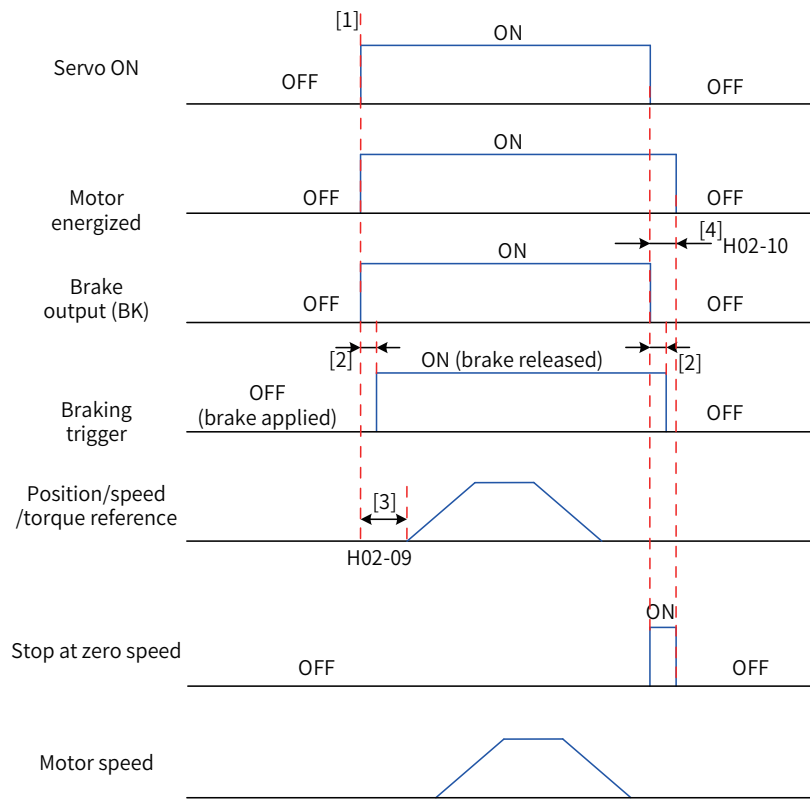 [1]
ON
Servo ON
OFF
OFF
ON
Motor
energized
OFF
OFF
[4]
H02-10
ON
Brake
output (BK)
OFF
OFF
[2]
ON (brake released)
[2]
OFF
(brake applied)
Braking
trigger
OFF
Position/speed
/torque reference
[3]
H02-09
ON
Stop at zero speed
OFF
OFF
Motor speed